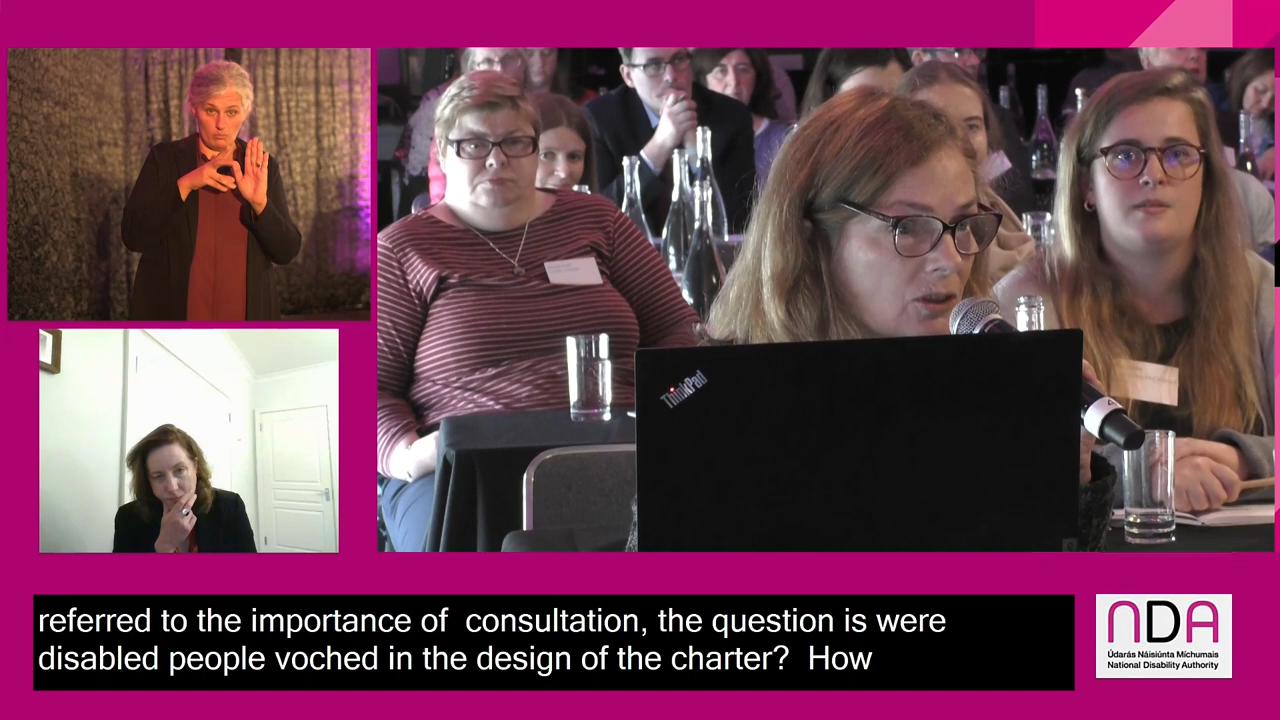 ThinkPad
referred to the importance of  consultation, the question is were
disabled people voched in the design of the charter?  How
NDA
Údarás Náisiúnta Míchumais
National Disability Authority